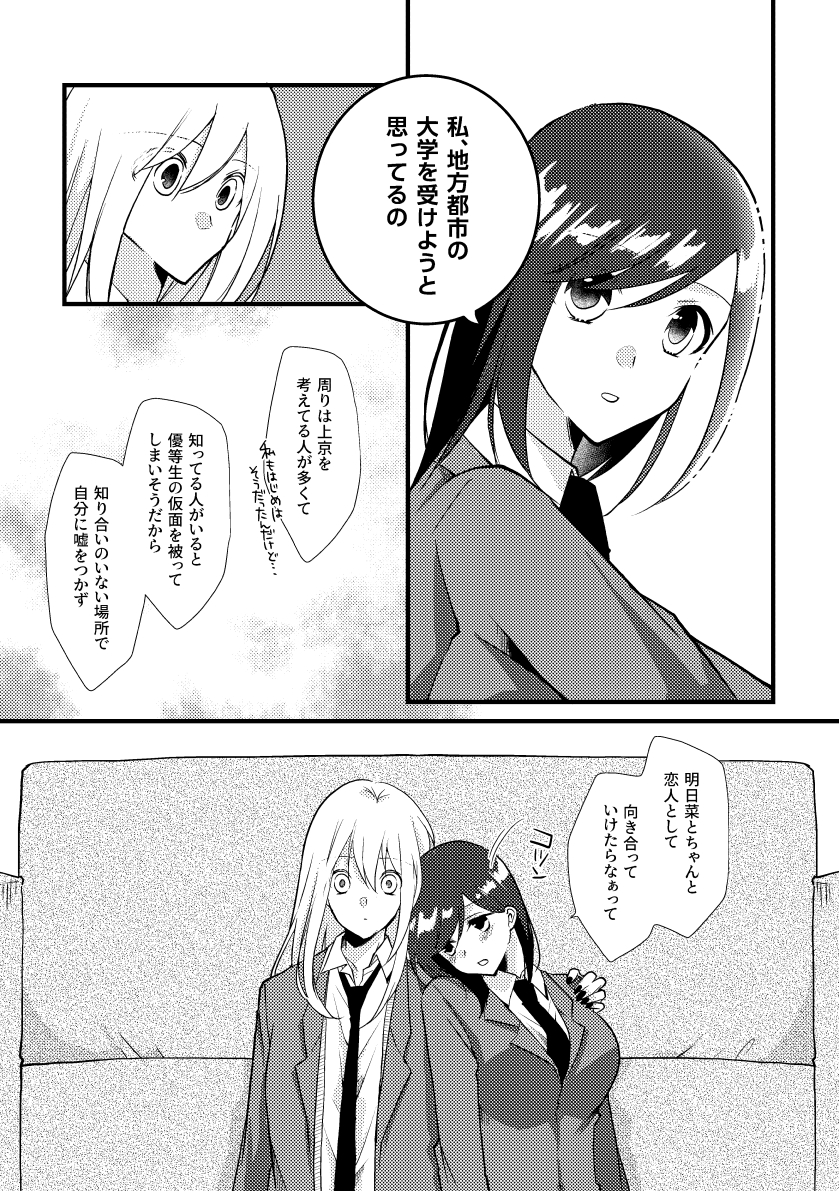 私、地方都市の
大学を受けようと
思ってるの
周りは上京を
考えてる人が多くて
私もはじめは
そうだったんだけど…
知ってる人がいると
優等生の仮面を被って
しまいそうだから
知り合いのいない場所で
自分に嘘をつかず
明日菜とちゃんと
恋人として
向き合って
いけたらなぁって
コツン